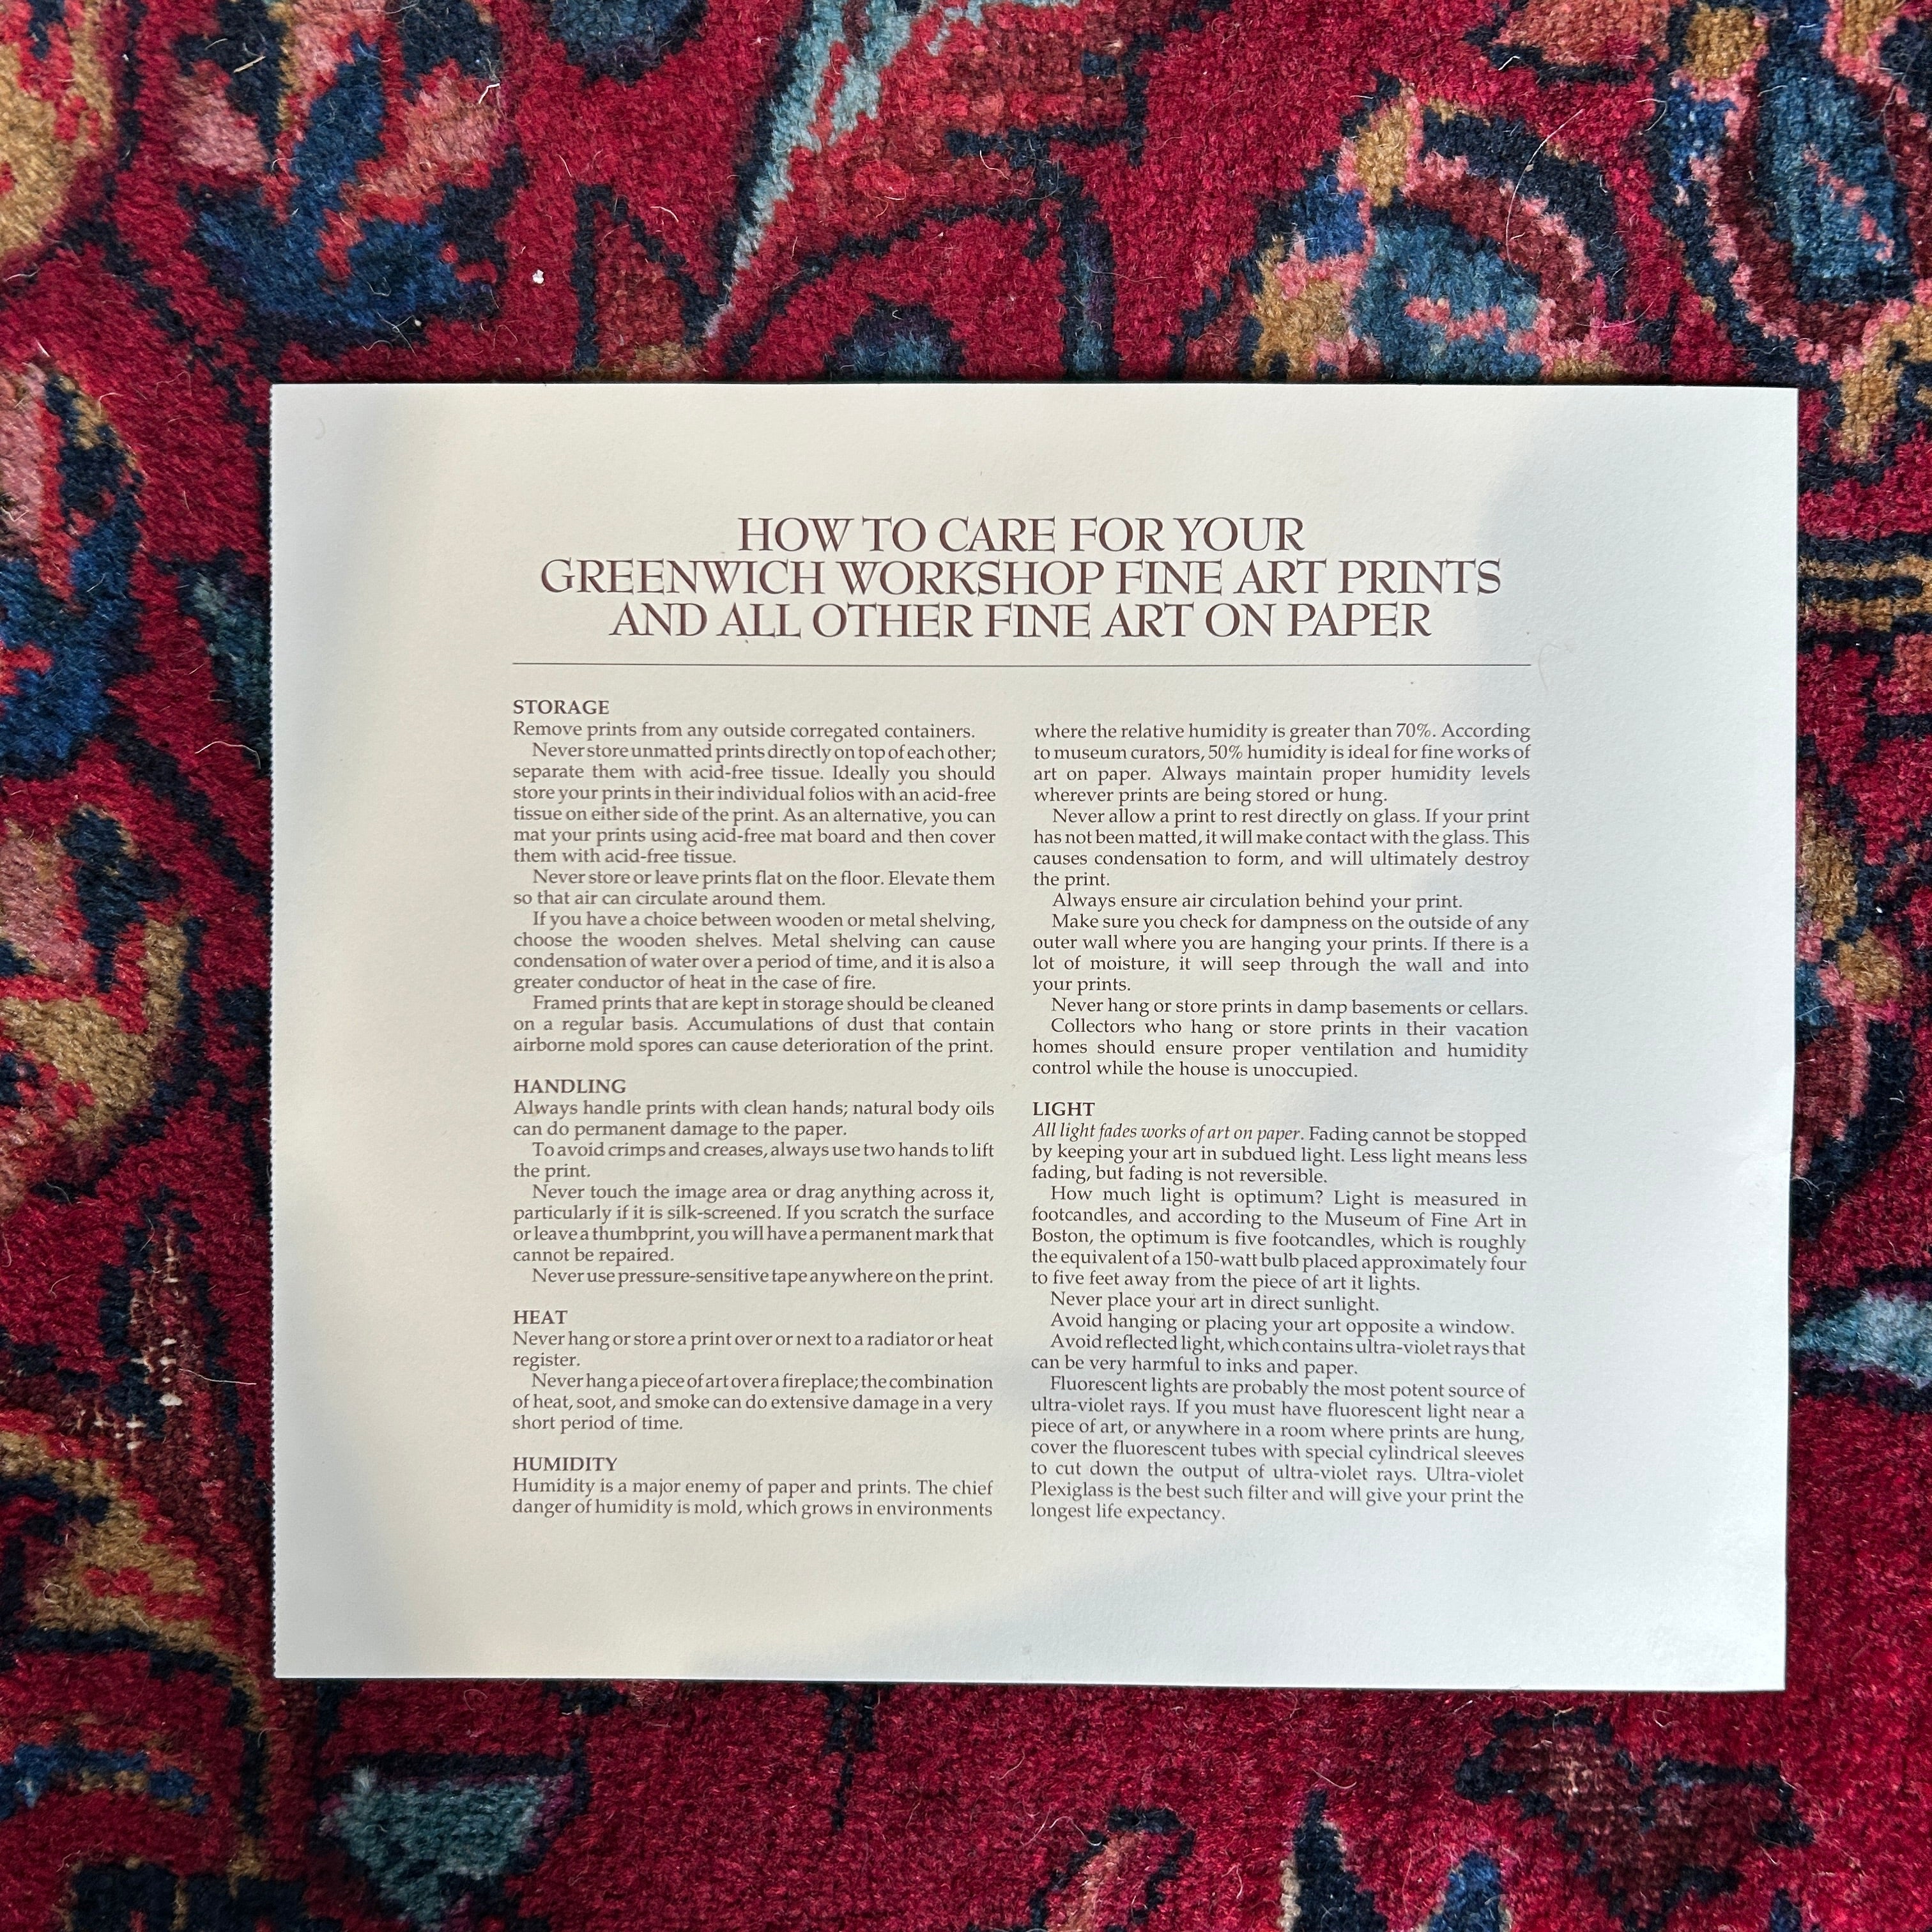 HOW TO CARE FOR YOUR
GREENWICH WORKSHOP FINE ART PRINTS
AND ALL OTHER FINE ART ON PAPER
STORAGE
Remove prints from any outside corregated containers.
Never store unmatted prints directly on top of each other;
separate them with acid-free tissue. Ideally you should
store your prints in their individual folios with an acid-free
tissue on either side of the print. As an alternative, you can
mat your prints using acid-free mat board and then cover
them with acid-free tissue.
Never store or leave prints flat on the floor. Elevate them
so that air can circulate around them.
If you have a choice between wooden or metal shelving,
choose the wooden shelves. Metal shelving can cause
condensation of water over a period of time, and it is also a
greater conductor of heat in the case of fire.
Framed prints that are kept in storage should be cleaned
on a regular basis. Accumulations of dust that contain
airborne mold spores can cause deterioration of the print.
HANDLING
Always handle prints with clean hands; natural body oils
can do permanent damage to the paper.
To avoid crimps and creases, always use two hands to lift
the print.
Never touch the image area or drag anything across it,
particularly if it is silk-screened. If you scratch the surface
or leave a thumbprint, you will have a permanent mark that
cannot be repaired.
Never use pressure-sensitive tape anywhere on the print.
HEAT
Never hang or store a print over or next to a radiator or heat
register.
Never hang a piece of art over a fireplace; the combination
of heat, soot, and smoke can do extensive damage in a very
short period of time.
HUMIDITY
Humidity is a major enemy of paper and prints. The chief
danger of humidity is mold, which grows in environments
where the relative humidity is greater than 70%. According
to museum curators, 50% humidity is ideal for fine works of
art on paper. Always maintain proper humidity levels
wherever prints are being stored or hung.
Never allow a print to rest directly on glass. If your print
has not been matted, it will make contact with the glass. This
causes condensation to form, and will ultimately destroy
the print.
Always ensure air circulation behind your print.
Make sure you check for dampness on the outside of any
outer wall where you are hanging your prints. If there is a
lot of moisture, it will seep through the wall and into
your prints.
Never hang or store prints in damp basements or cellars.
Collectors who hang or store prints in their vacation
homes should ensure proper ventilation and humidity
control while the house is unoccupied.
LIGHT
All light fades works of art on paper. Fading cannot be stopped
by keeping your art in subdued light. Less light means less
fading, but fading is not reversible.
How much light is optimum? Light is measured in
footcandles, and according to the Museum of Fine Art in
Boston, the optimum is five footcandles, which is roughly
the equivalent of a 150-watt bulb placed approximately four
to five feet away from the piece of art it lights.
Never place your art in direct sunlight.
Avoid hanging or placing your art opposite a window.
Avoid reflected light, which contains ultra-violet rays that
can be very harmful to inks and paper.
Fluorescent lights are probably the most potent source of
ultra-violet rays. If you must have fluorescent light near a
piece of art, or anywhere in a room where prints are hung,
cover the fluorescent tubes with special cylindrical sleeves
to cut down the output of ultra-violet rays. Ultra-violet
Plexiglass is the best such filter and will give your print the
longest life expectancy.